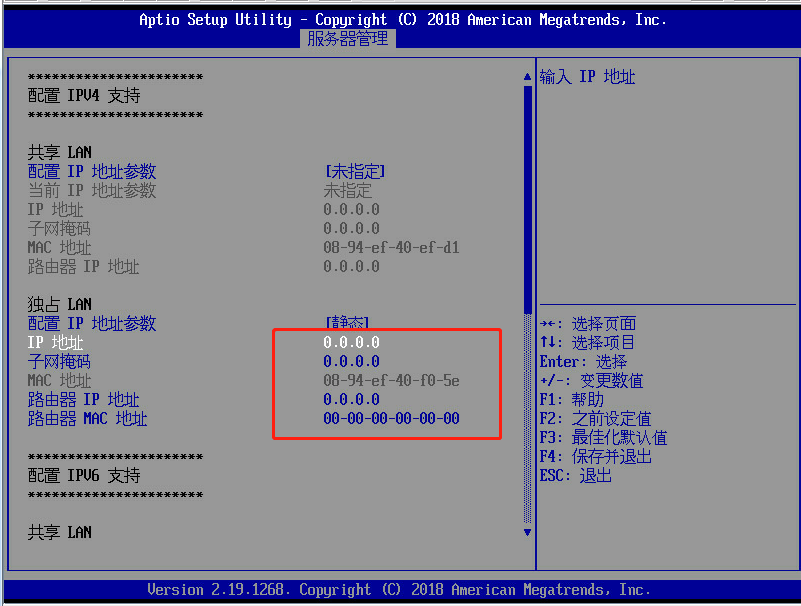 Aptio Setup Utility - Copyright (C) 2018 American Megatrends, Inc.
服务器管理
**********************
配置 IPV4 支持
**********************
共享 LAN
配置 IP 地址参数 [未指定]
当前 IP 地址参数 未指定
IP 地址 0.0.0.0
子网掩码 0.0.0.0
MAC 地址 08-94-ef-40-ef-d1
路由器 IP 地址 0.0.0.0
独占 LAN
配置 IP 地址参数 [静态]
IP 地址 0.0.0.0
子网掩码 0.0.0.0
MAC 地址 08-94-ef-40-f0-5e
路由器 IP 地址 0.0.0.0
路由器 MAC 地址 00-00-00-00-00-00
**********************
配置 IPV6 支持
**********************
共享 LAN
输入 IP 地址
→←: 选择页面
↑↓: 选择项目
Enter: 选择
+/-: 变更数值
F1: 帮助
F2: 之前设定值
F3: 最佳化默认值
F4: 保存并退出
ESC: 退出
Version 2.19.1268. Copyright (C) 2018 American Megatrends, Inc.